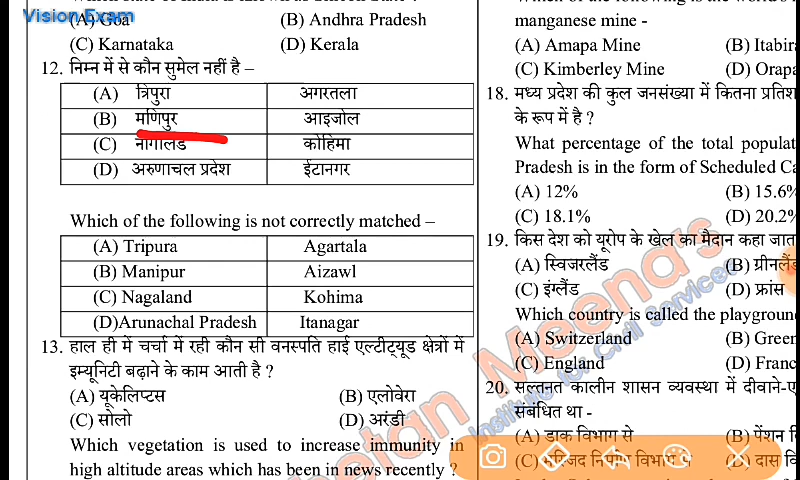 Vision Exam
(A) Goa (B) Andhra Pradesh
(C) Karnataka (D) Kerala
12. निम्न में से कौन सुमेल नहीं है –
(A) त्रिपुरा अगरतला
(B) मणिपुर आइजोल
(C) नागालैंड कोहिमा
(D) अरुणाचल प्रदेश ईटानगर
Which of the following is not correctly matched –
(A) Tripura Agartala
(B) Manipur Aizawl
(C) Nagaland Kohima
(D)Arunachal Pradesh Itanagar
13. हाल ही में चर्चा में रही कौन सी वनस्पति हाई एल्टीट्यूड क्षेत्रों में
इम्यूनिटी बढ़ाने के काम आती है ?
(A) यूकेलिप्टस (B) एलोवेरा
(C) सोलो (D) अरंडी
Which vegetation is used to increase immunity in
high altitude areas which has been in news recently ?
manganese mine -
(A) Amapa Mine (B) Itabir
(C) Kimberley Mine (D) Orapa
18. मध्य प्रदेश की कुल जनसंख्या में कितना प्रतिश
के रूप में है ?
What percentage of the total populat
Pradesh is in the form of Scheduled Ca
(A) 12% (B) 15.6%
(C) 18.1% (D) 20.2%
19. किस देश को यूरोप के खेल का मैदान कहा जात
(A) स्विजरलैंड (B) ग्रीनलैंड
(C) इंग्लैंड (D) फ्रांस
Which country is called the playgroun
(A) Switzerland (B) Green
(C) England (D) Franc
20. सल्तनत कालीन शासन व्यवस्था में दीवाने-ए
संबंधित था -
(A) डाक विभाग से (B) पेंशन वि
Meena's
Institute for Civil Services